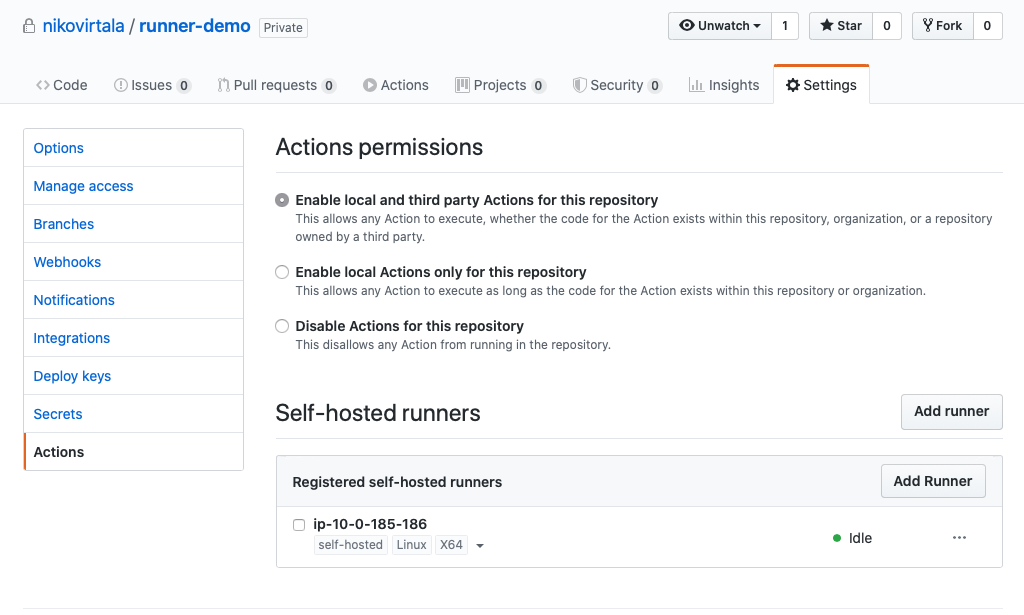 nikovirtala / runner-demo Private
Unwatch 1 Star 0 Fork 0
Code Issues 0 Pull requests 0 Actions Projects 0 Security 0 Insights Settings
Options
Manage access
Branches
Webhooks
Notifications
Integrations
Deploy keys
Secrets
Actions
Actions permissions
Enable local and third party Actions for this repository
This allows any Action to execute, whether the code for the Action exists within this repository, organization, or a repository
owned by a third party.
Enable local Actions only for this repository
This allows any Action to execute as long as the code for the Action exists within this repository or organization.
Disable Actions for this repository
This disallows any Action from running in the repository.
Self-hosted runners Add runner
Registered self-hosted runners Add Runner
ip-10-0-185-186
self-hosted Linux X64
Idle ...